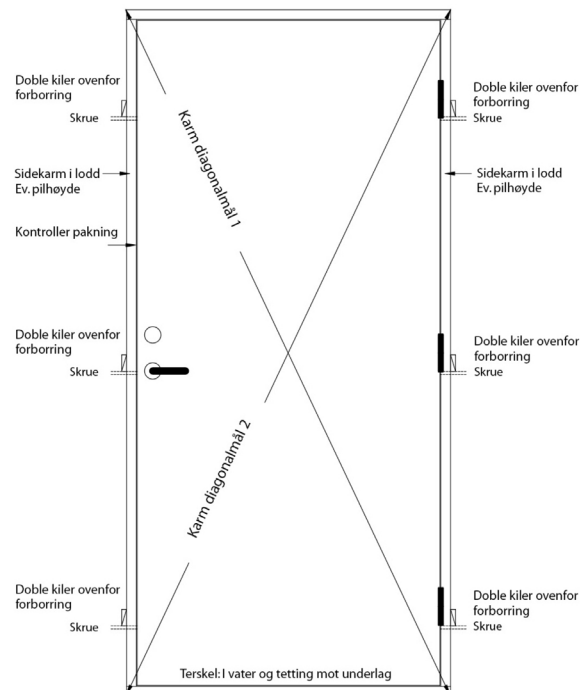 Doble kiler ovenfor
forborring
Skrue
Sidekarm i lodd
Ev. pilhøyde
Kontroller pakning
Doble kiler ovenfor
forborring
Skrue
Doble kiler ovenfor
forborring
Skrue
Karm diagonalmål 1
Karm diagonalmål 2
Terskel: I vater og tetting mot underlag
Doble kiler ovenfor
forborring
Skrue
Sidekarm i lodd
Ev. pilhøyde
Doble kiler ovenfor
forborring
Skrue
Doble kiler ovenfor
forborring
Skrue